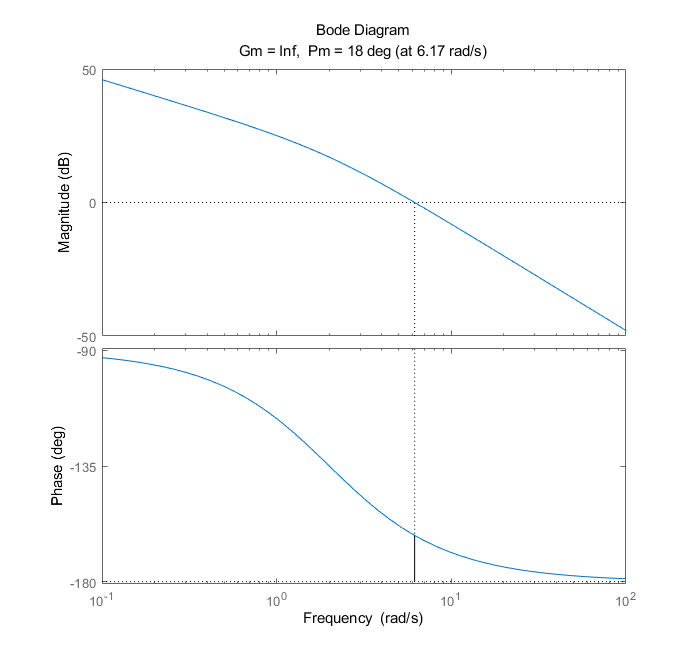 Bode Diagram
Gm = Inf,  Pm = 18 deg (at 6.17 rad/s)
50
0
-50
Magnitude (dB)
-90
-135
-180
Phase (deg)
10^-1 10^0 10^1 10^2
Frequency  (rad/s)